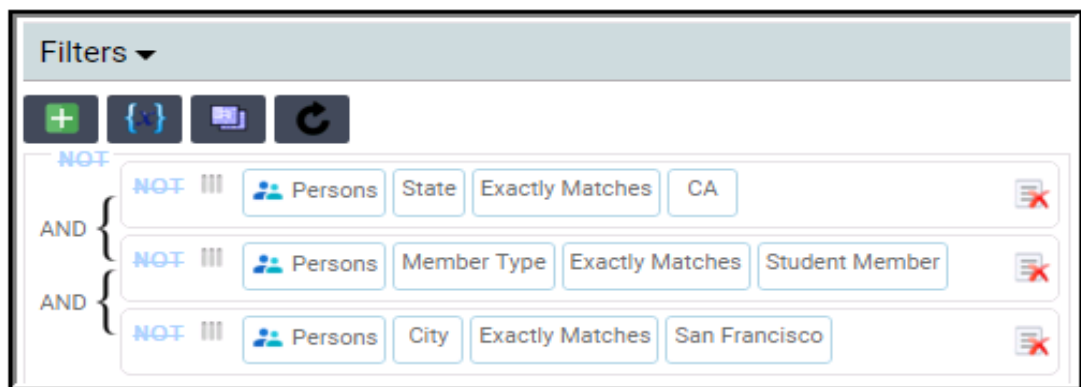 Filters
{x}
NOT
NOT Persons State Exactly Matches CA
AND
NOT Persons Member Type Exactly Matches Student Member
AND
NOT Persons City Exactly Matches San Francisco